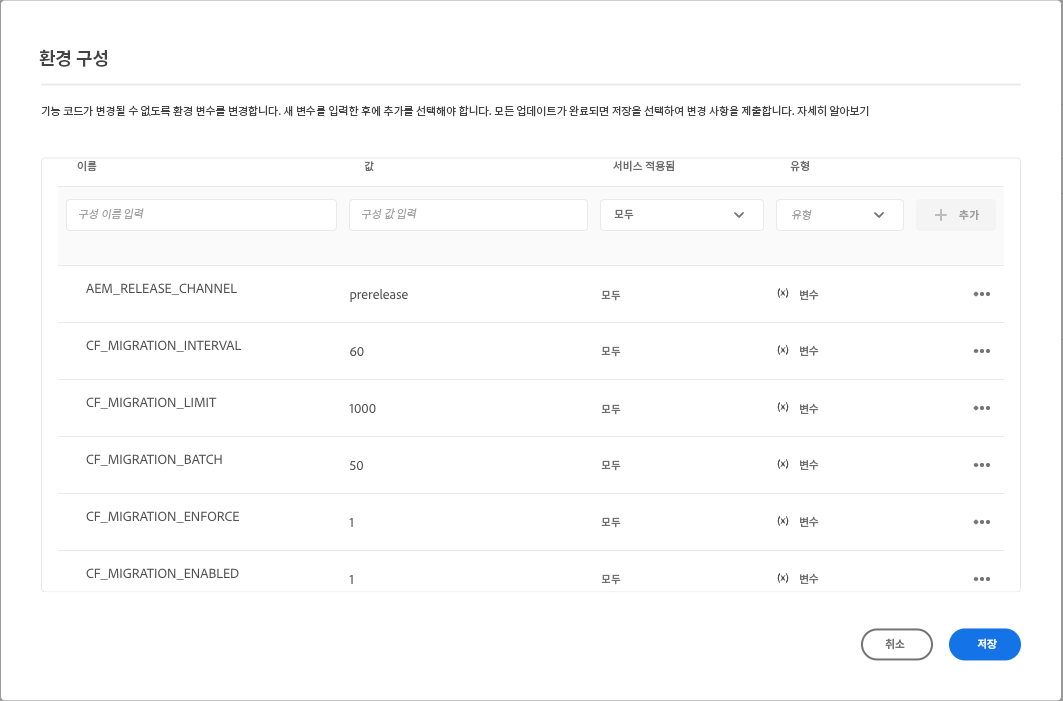 환경 구성
기능 코드가 변경될 수 없도록 환경 변수를 변경합니다. 새 변수를 입력한 후에 추가를 선택해야 합니다. 모든 업데이트가 완료되면 저장을 선택하여 변경 사항을 제출합니다. 자세히 알아보기
이름 값 서비스 적용됨 유형
구성 이름 입력 구성 값 입력 모두 유형 추가
AEM_RELEASE_CHANNEL prerelease 모두 (x) 변수
CF_MIGRATION_INTERVAL 60 모두 (x) 변수
CF_MIGRATION_LIMIT 1000 모두 (x) 변수
CF_MIGRATION_BATCH 50 모두 (x) 변수
CF_MIGRATION_ENFORCE 1 모두 (x) 변수
CF_MIGRATION_ENABLED 1 모두 (x) 변수
취소 저장